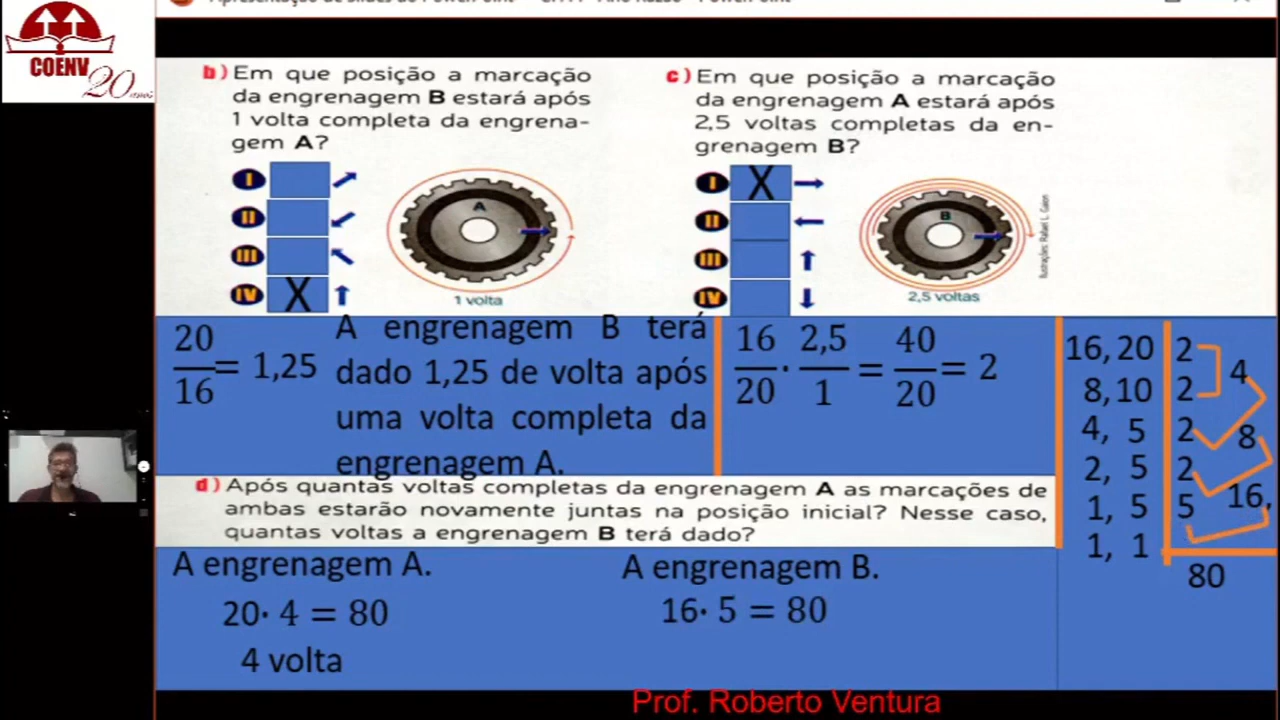 COENV
20 anos
b) Em que posição a marcação
da engrenagem B estará após
1 volta completa da engrena-
gem A?
I
II
III
IV X
A
1 volta
c) Em que posição a marcação
da engrenagem A estará após
2,5 voltas completas da en-
grenagem B?
I X
II
III
IV
B
2,5 voltas
Ilustrações: Rafael L. Gaion
20/16 = 1,25
A engrenagem B terá
dado 1,25 de volta após
uma volta completa da
engrenagem A.
16/20 · 2,5/1 = 40/20 = 2
16, 20 2
8, 10 2 4
4, 5 2
2, 5 2 8
1, 5 5 16,
1, 1
80
d) Após quantas voltas completas da engrenagem A as marcações de
ambas estarão novamente juntas na posição inicial? Nesse caso,
quantas voltas a engrenagem B terá dado?
A engrenagem A.
20· 4 = 80
4 volta
A engrenagem B.
16· 5 = 80
Prof. Roberto Ventura